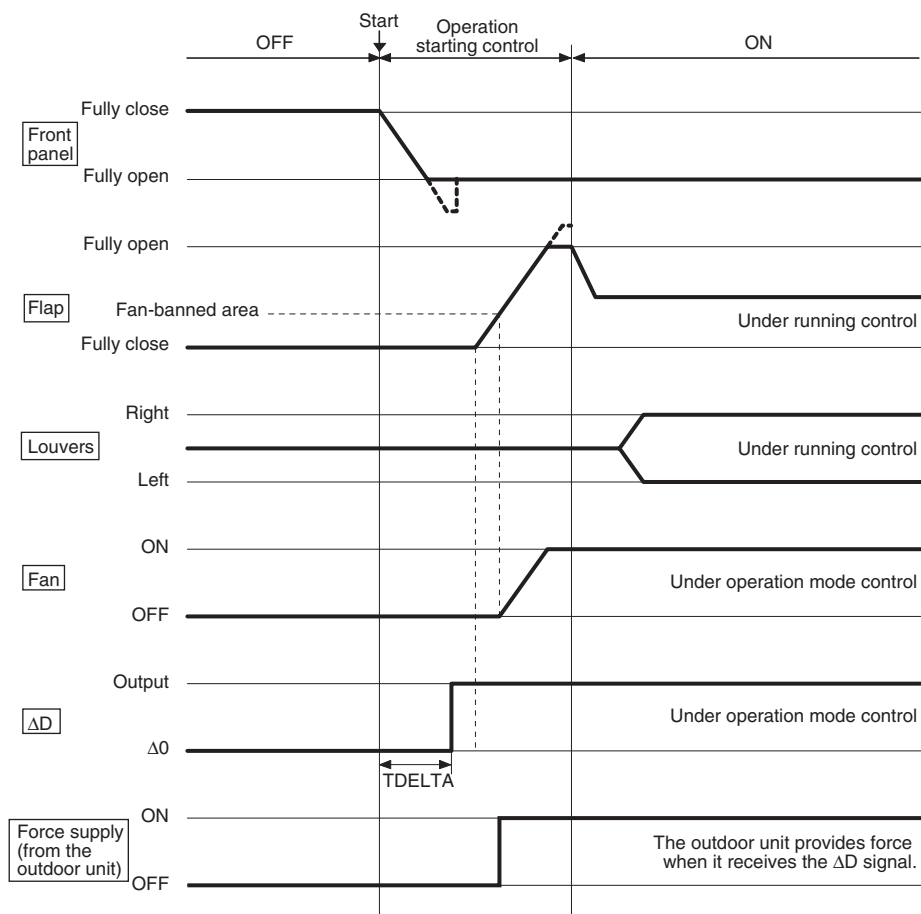 Start
OFF
Operation
starting control
ON
Front
panel
Fully close
Fully open
Flap
Fully open
Fan-banned area
Fully close
Under running control
Louvers
Right
Left
Under running control
Fan
ON
OFF
Under operation mode control
ΔD
Output
Δ0
TDELTA
Under operation mode control
Force supply
(from the
outdoor unit)
ON
OFF
The outdoor unit provides force
when it receives the ΔD signal.